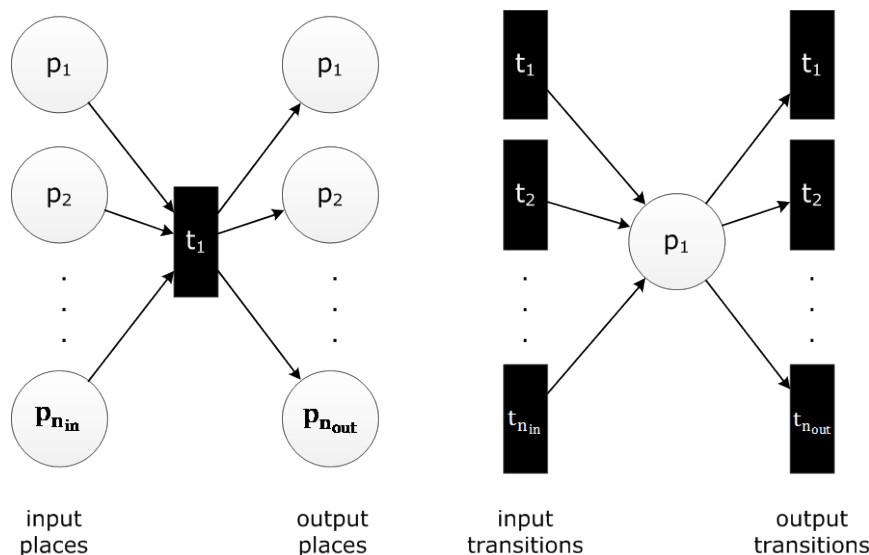 p₁ p₁ t₁ t₁
p₂ p₂ t₂ t₂
t₁ p₁
pₙᵢₙ pₙₒᵤₜ tₙᵢₙ tₙₒᵤₜ
input output input output
places places transitions transitions